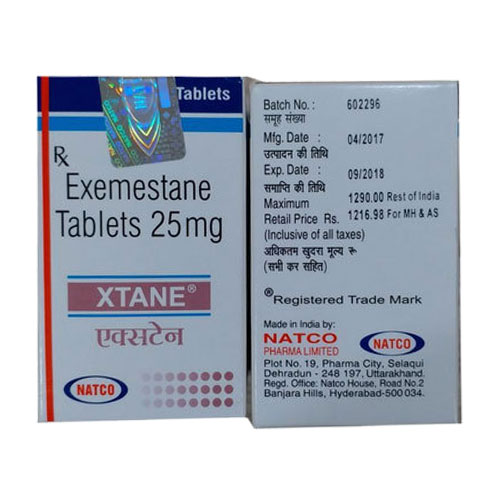 Tablets
Rx
Exemestane
Tablets 25mg
XTANE®
एक्सटेन
NATCO
Batch No. : 602296
समूह संख्या
Mfg. Date : 04/2017
उत्पादन की तिथि
Exp. Date : 09/2018
समाप्ति की तिथि
Maximum 1290.00 Rest of India
Retail Price Rs. 1216.98 For MH & AS
(Inclusive of all taxes)
अधिकतम खुदरा मूल्य रू
(सभी कर सहित)
®Registered Trade Mark
Made in India by:
NATCO
PHARMA LIMITED
NATCO
Plot No. 19, Pharma City, Selaqui
Dehradun - 248 197, Uttarakhand.
Regd. Office: Natco House, Road No.2
Banjara Hills, Hyderabad-500 034.